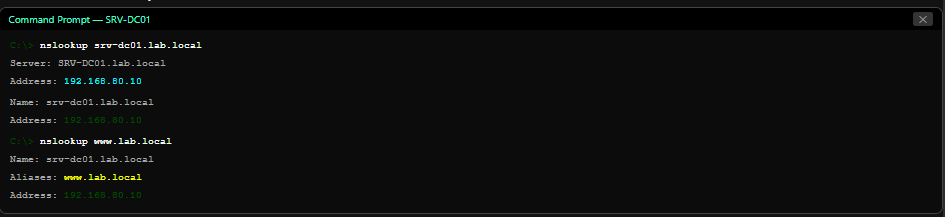 Command Prompt — SRV-DC01
C:\> nslookup srv-dc01.lab.local
Server: SRV-DC01.lab.local
Address: 192.168.80.10
Name: srv-dc01.lab.local
Address: 192.168.80.10
C:\> nslookup www.lab.local
Name: srv-dc01.lab.local
Aliases: www.lab.local
Address: 192.168.80.10